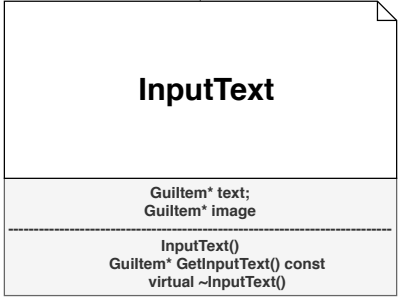 InputText
GuiItem* text;
GuiItem* image
InputText()
GuiItem* GetInputText() const
virtual ~InputText()